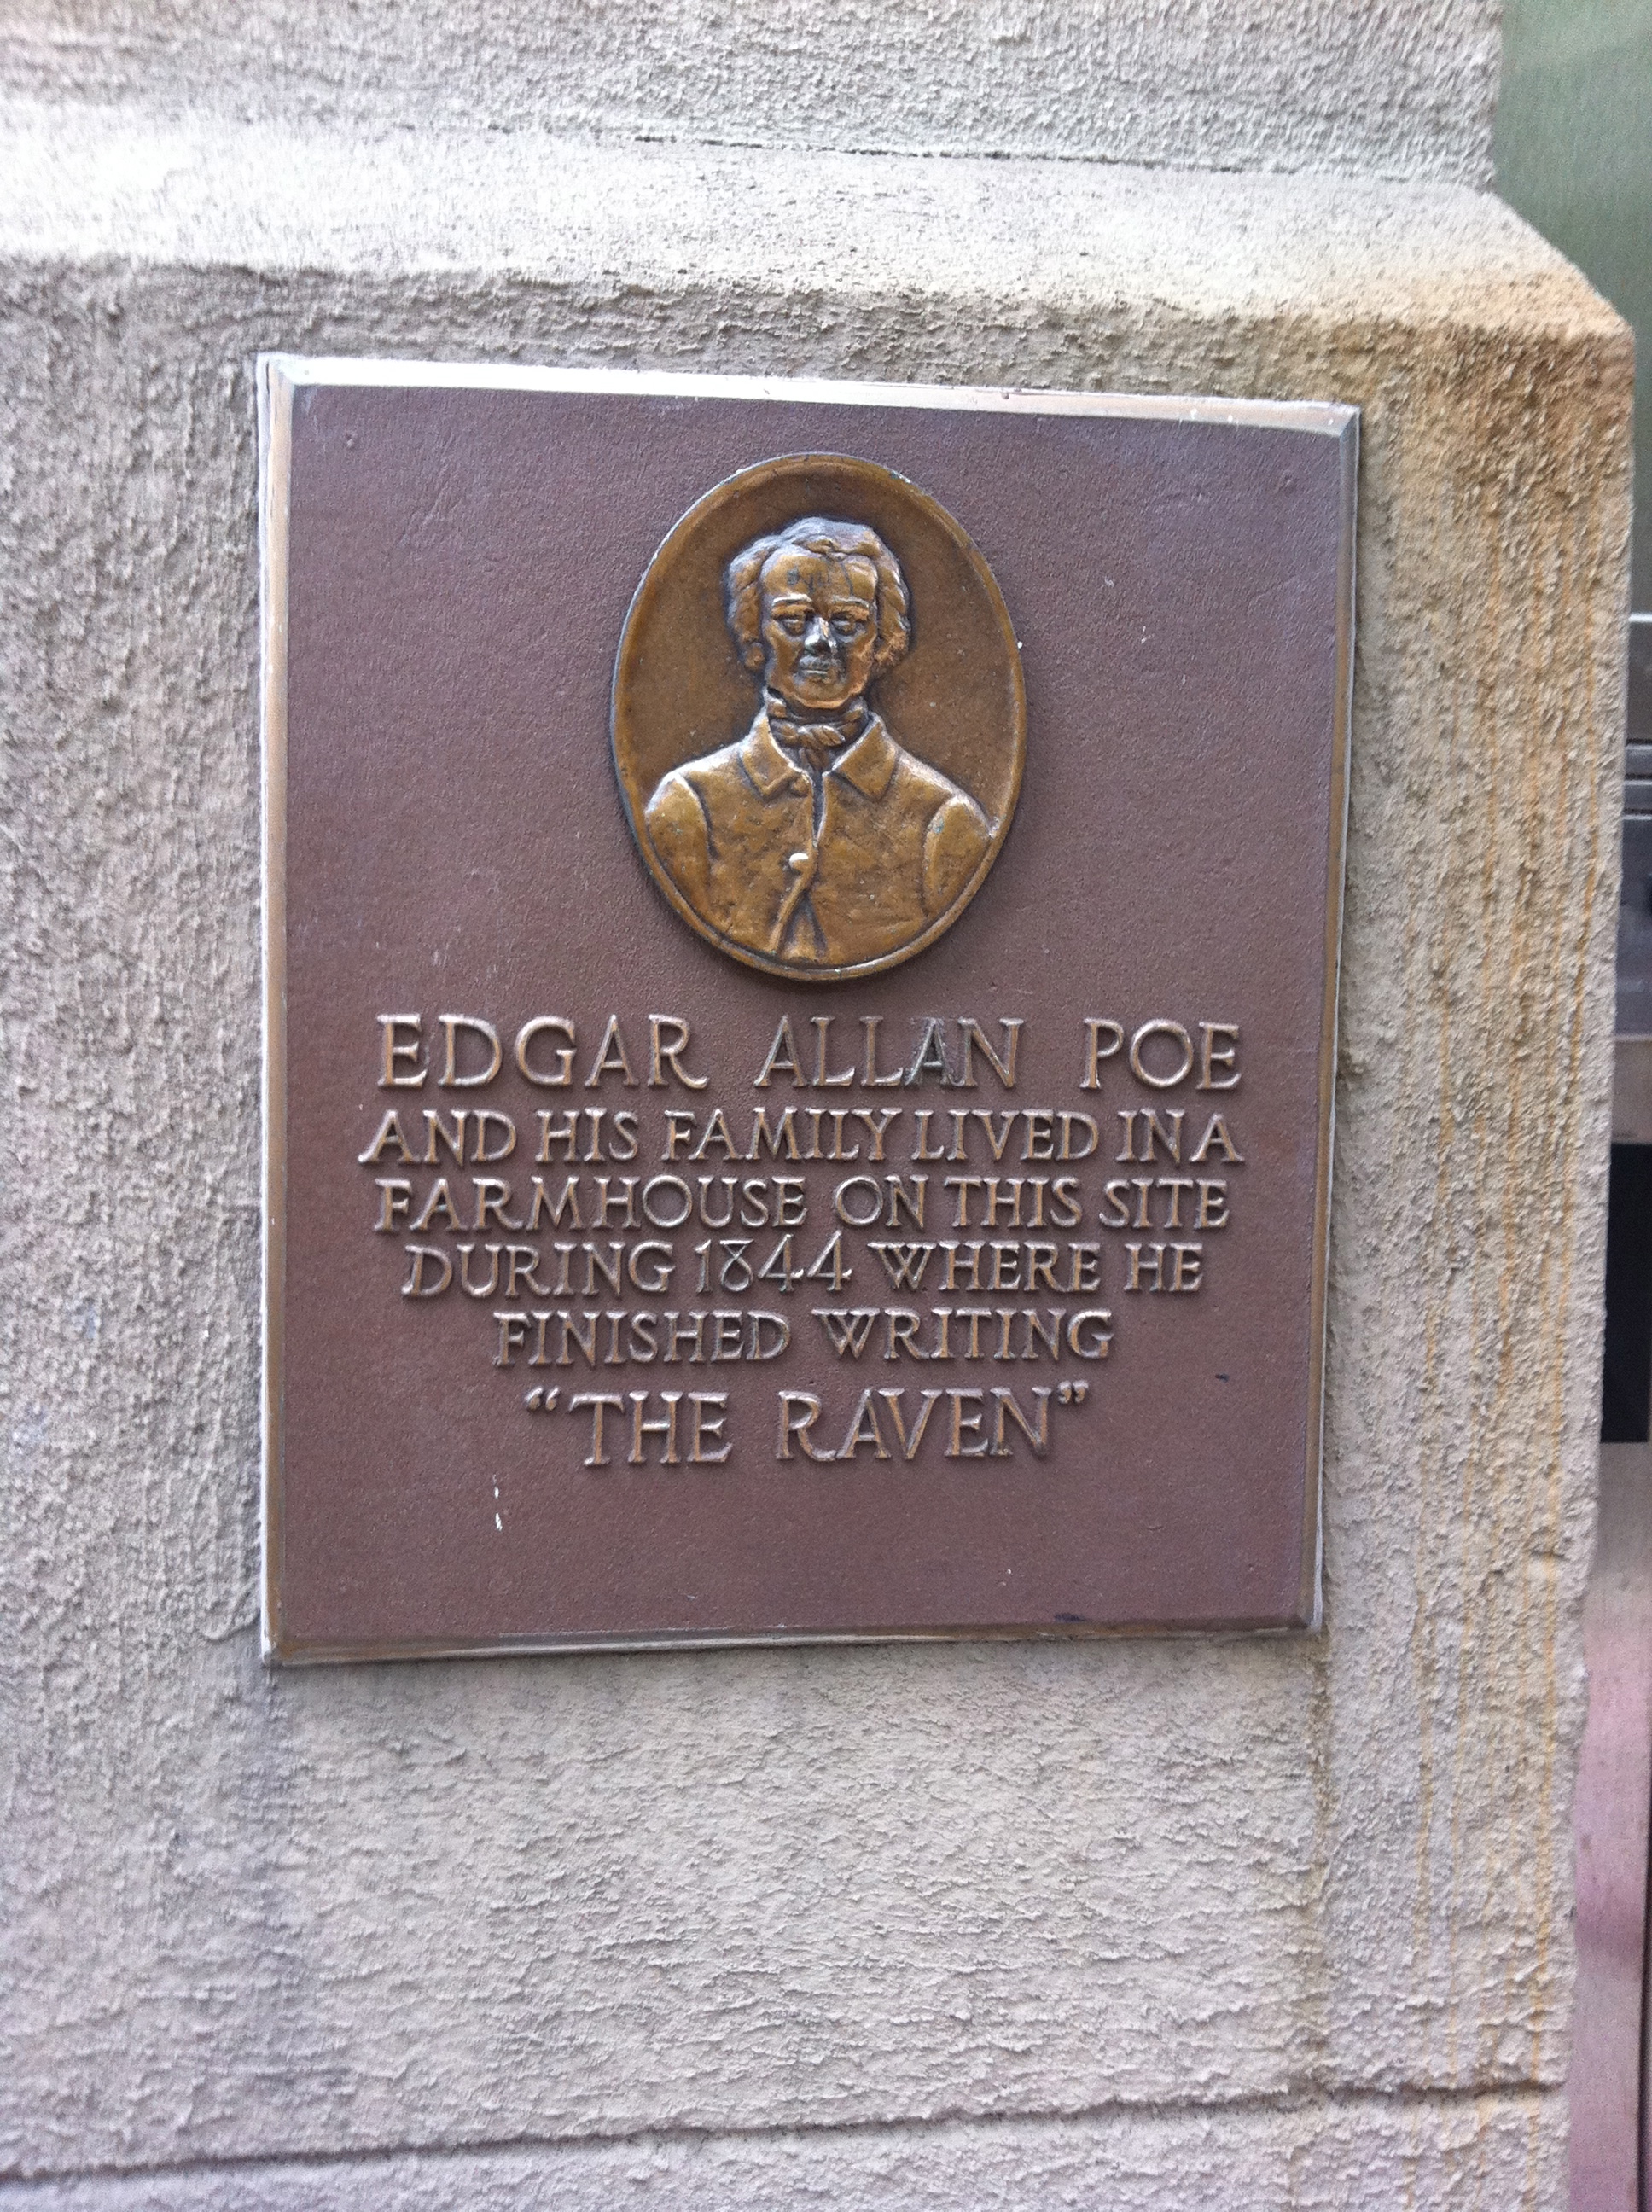 EDGAR ALLAN POE
AND HIS FAMILY LIVED IN A
FARMHOUSE ON THIS SITE
DURING 1844 WHERE HE
FINISHED WRITING
“THE RAVEN”